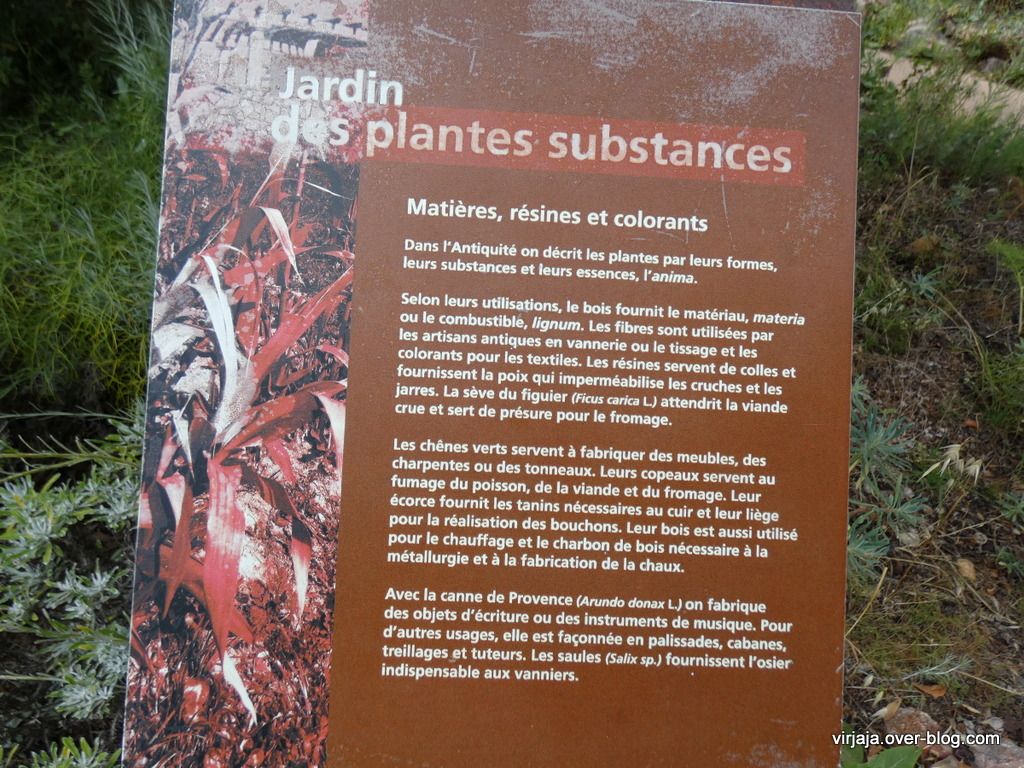 Jardin
des plantes substances
Matières, résines et colorants
Dans l'Antiquité on décrit les plantes par leurs formes,
leurs substances et leurs essences, l'anima.
Selon leurs utilisations, le bois fournit le matériau, materia
ou le combustible, lignum. Les fibres sont utilisées par
les artisans antiques en vannerie ou le tissage et les
colorants pour les textiles. Les résines servent de colles et
fournissent la poix qui imperméabilise les cruches et les
jarres. La sève du figuier (Ficus carica L.) attendrit la viande
crue et sert de présure pour le fromage.
Les chênes verts servent à fabriquer des meubles, des
charpentes ou des tonneaux. Leurs copeaux servent au
fumage du poisson, de la viande et du fromage. Leur
écorce fournit les tanins nécessaires au cuir et leur liège
pour la réalisation des bouchons. Leur bois est aussi utilisé
pour le chauffage et le charbon de bois nécessaire à la
métallurgie et à la fabrication de la chaux.
Avec la canne de Provence (Arundo donax L.) on fabrique
des objets d'écriture ou des instruments de musique. Pour
d'autres usages, elle est façonnée en palissades, cabanes,
treillages et tuteurs. Les saules (Salix sp.) fournissent l'osier
indispensable aux vanniers.
virjaja.over-blog.com